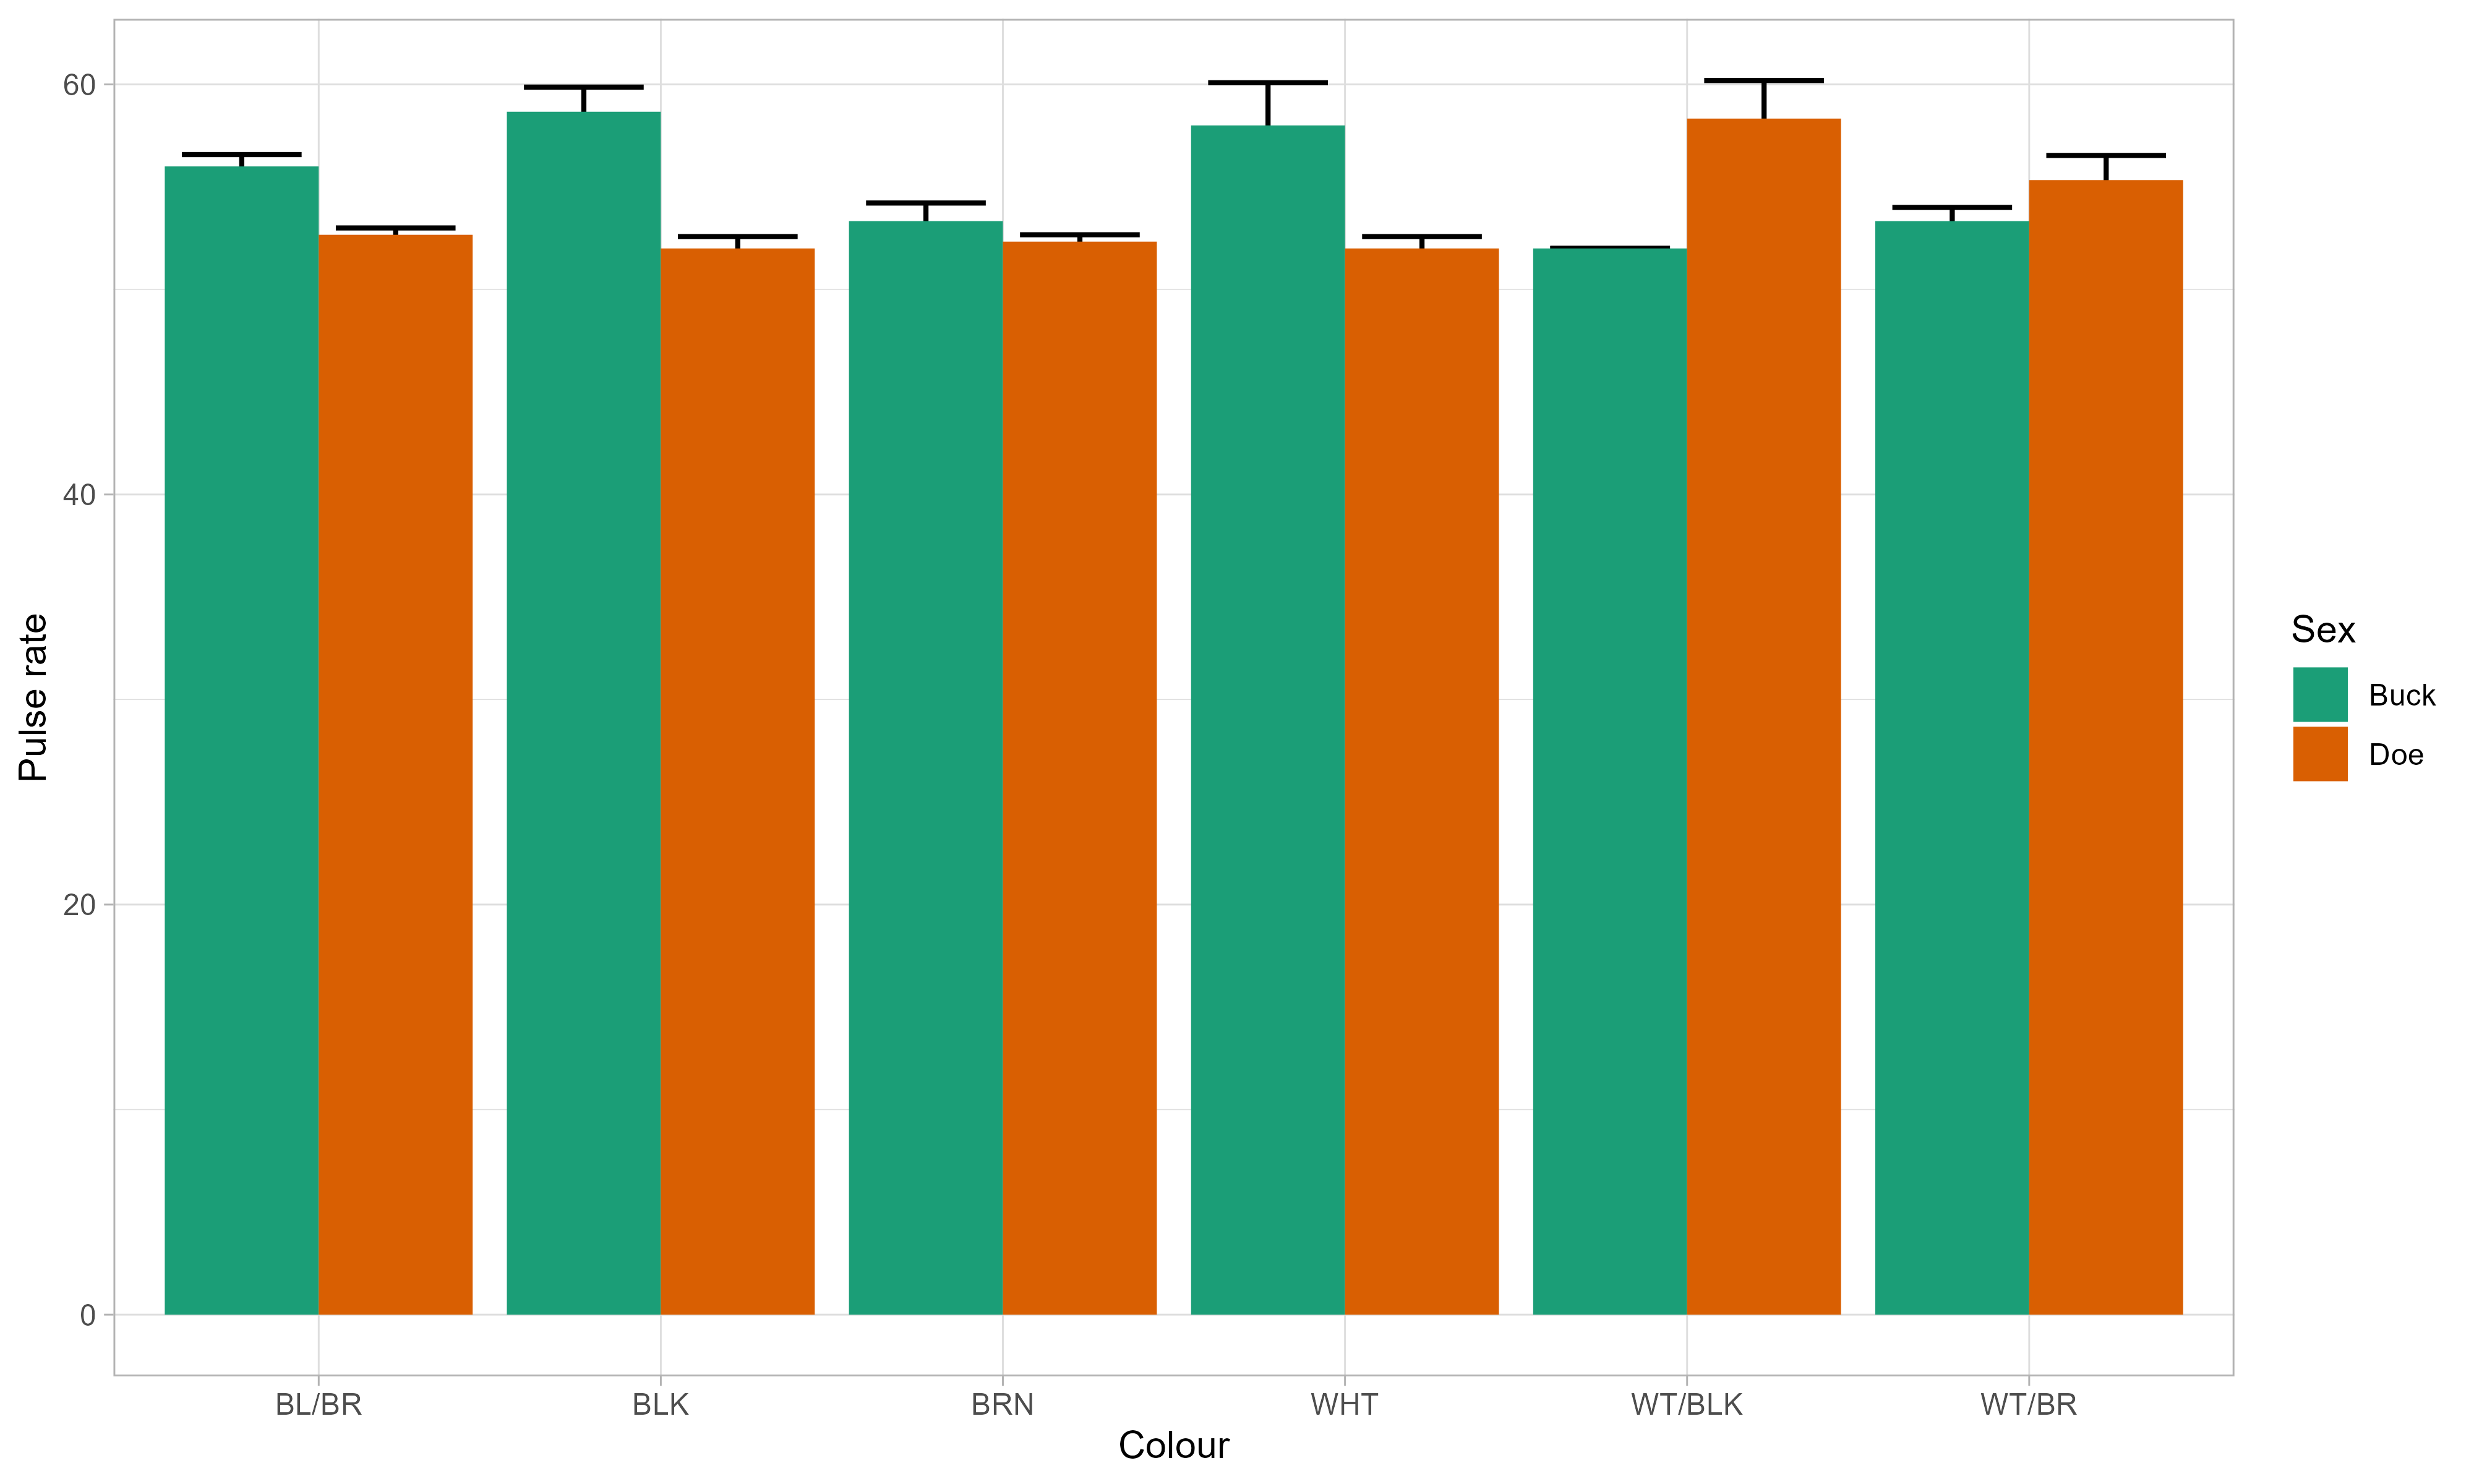 60
40
20
0
Pulse rate
BL/BR BLK BRN WHT WT/BLK WT/BR
Colour
Sex
Buck
Doe